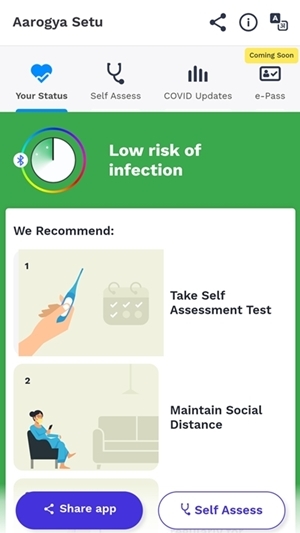 Aarogya Setu
Coming Soon
Your Status
Self Assess
COVID Updates
e-Pass
Low risk of
infection
We Recommend:
1
Take Self
Assessment Test
2
Maintain Social
Distance
Share app
Self Assess